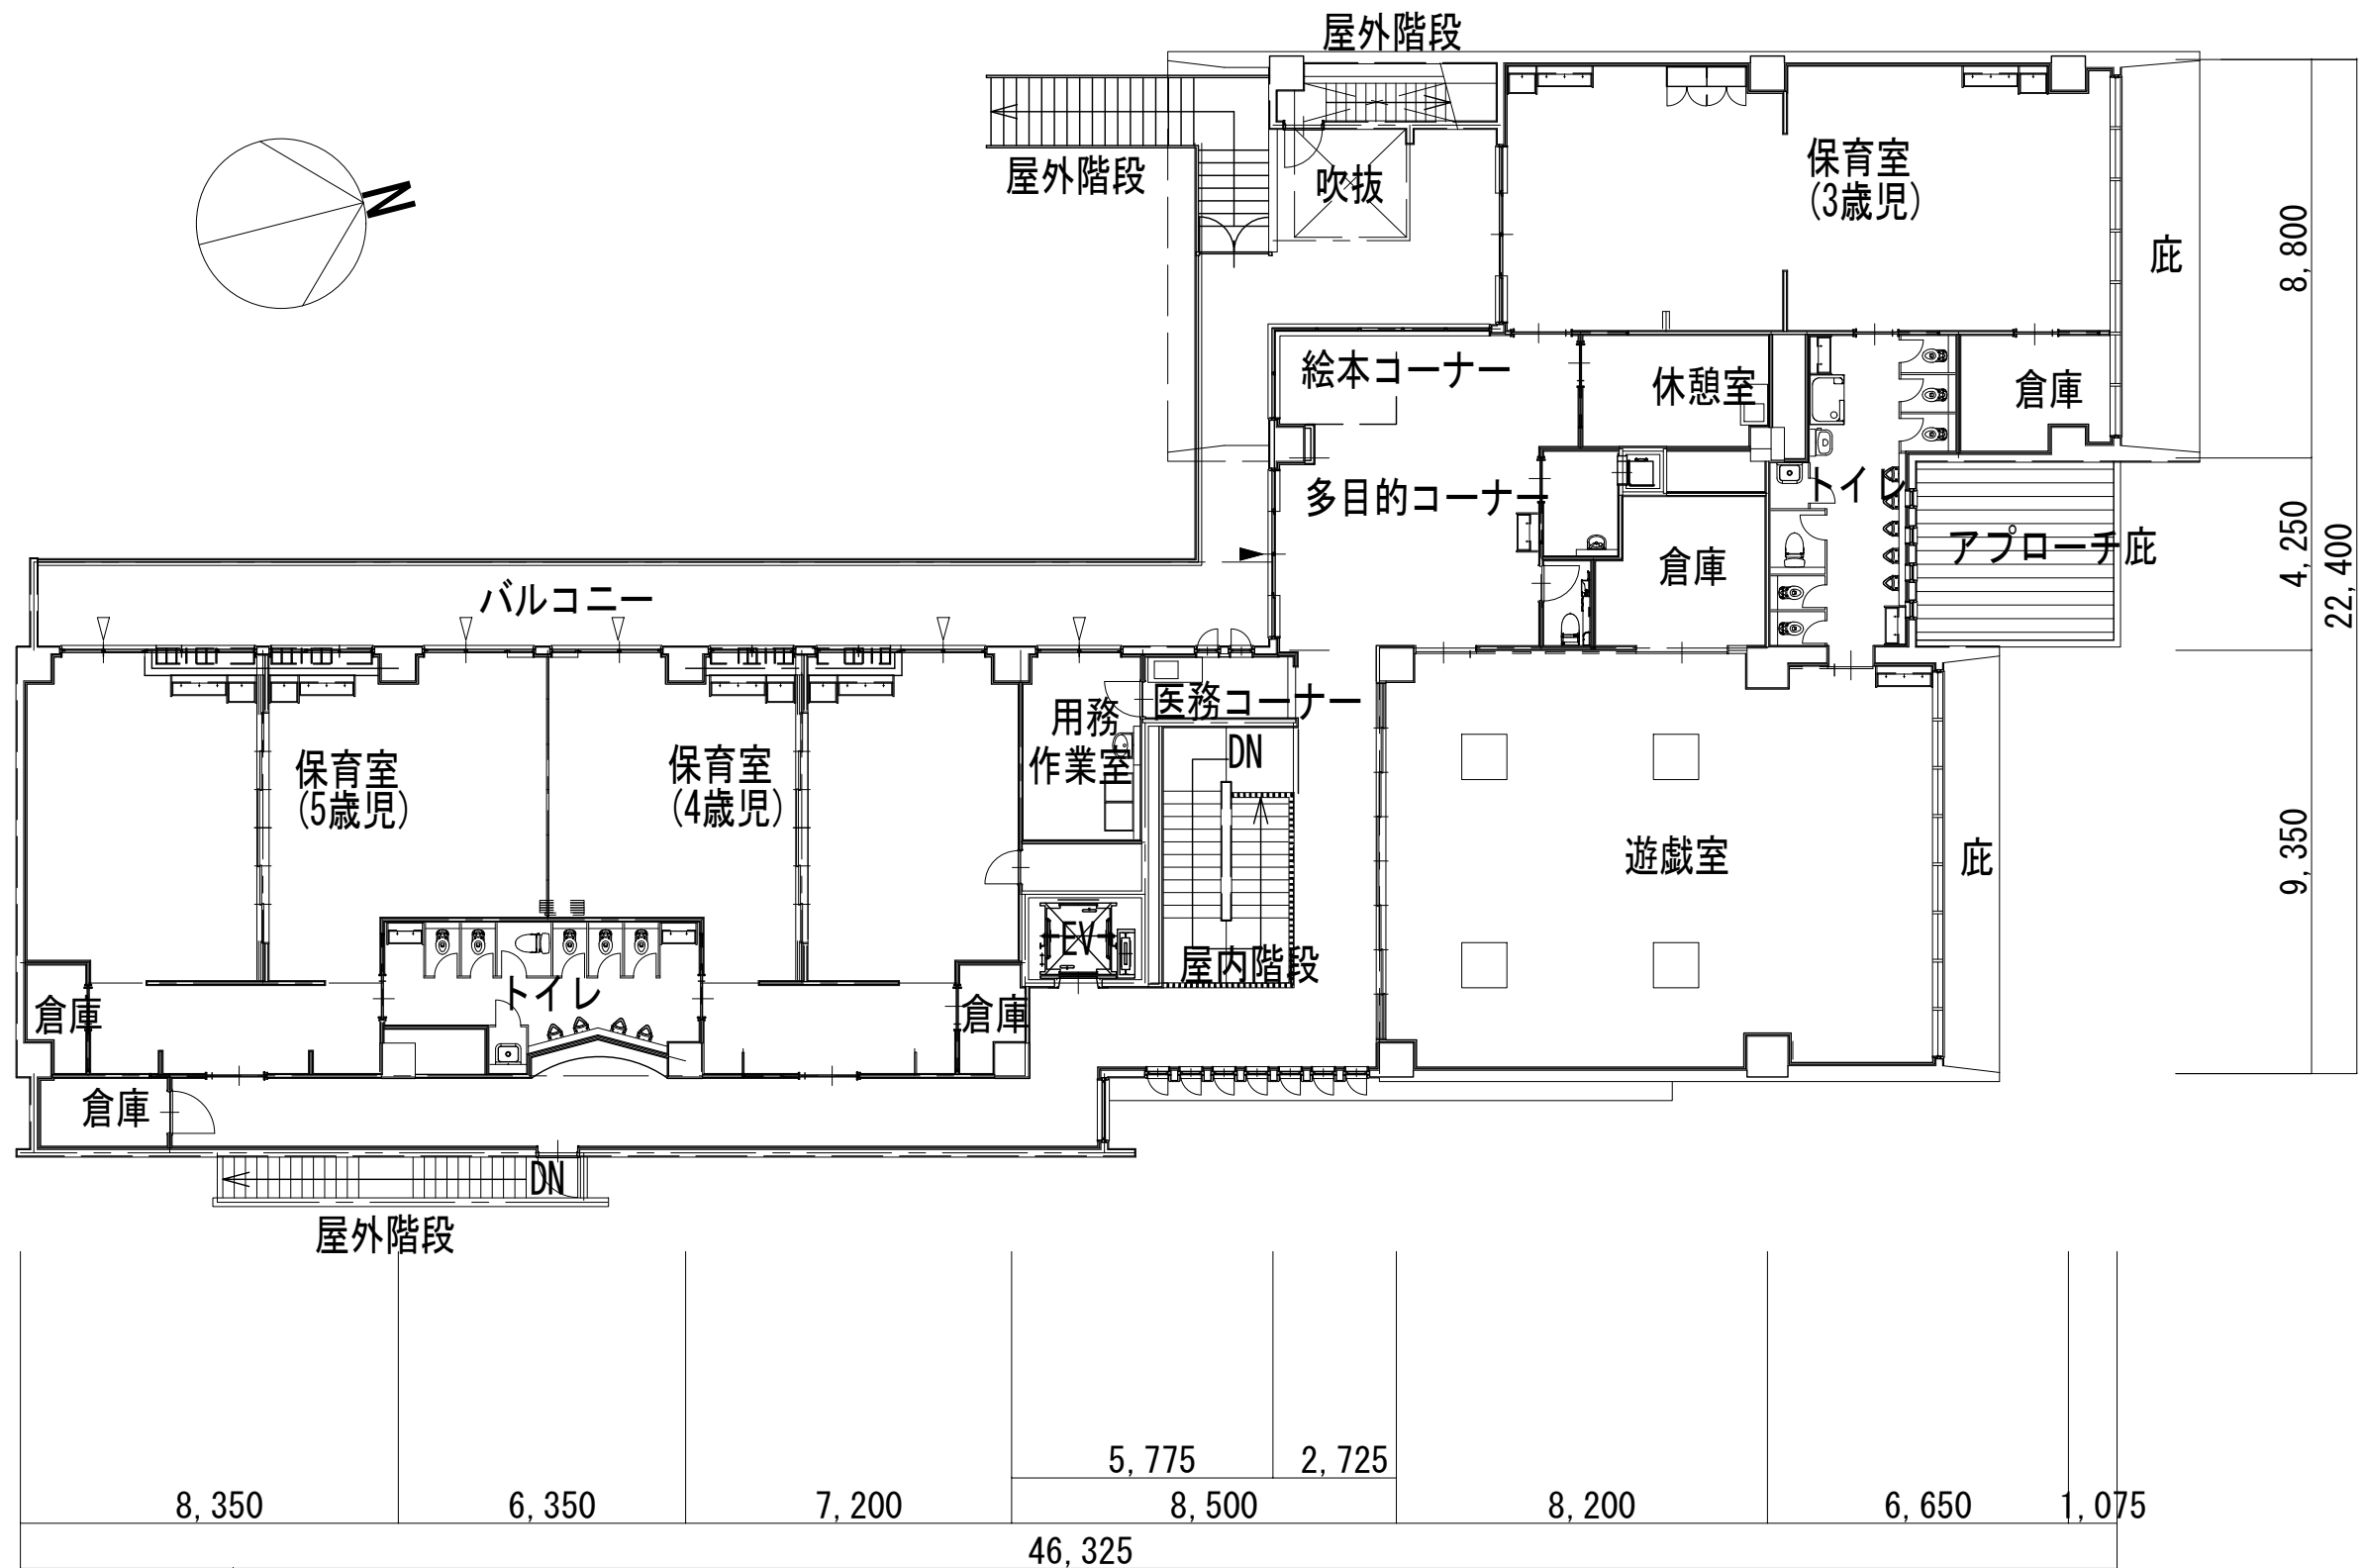 屋外階段
N
屋外階段
吹抜
保育室
(3歳児)
庇
8,800
絵本コーナー
休憩室
倉庫
多目的コーナー
トイレ
アプローチ庇
4,250
22,400
倉庫
バルコニー
医務コーナー
用務
作業室
DN
保育室
(5歳児)
保育室
(4歳児)
遊戯室
庇
9,350
EV
屋内階段
トイレ
倉庫
倉庫
倉庫
DN
屋外階段
5,775
2,725
8,350
6,350
7,200
8,500
8,200
6,650
1,075
46,325